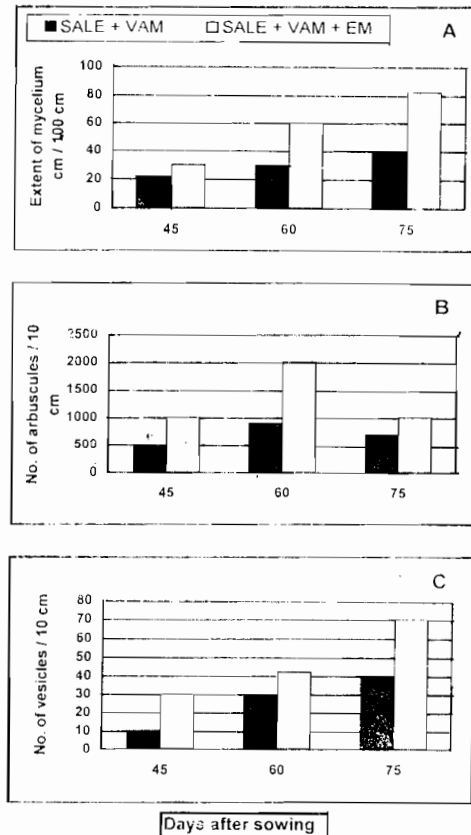 SALE + VAM SALE + VAM + EM A
Extent of mycelium
cm / 100 cm
100
80
60
40
20
0
45 60 75
B
No. of arbuscules / 10
cm
2500
2000
1500
1000
500
0
45 60 75
C
No. of vesicles / 10 cm
80
70
60
50
40
30
20
10
0
45 60 75
Days after sowing